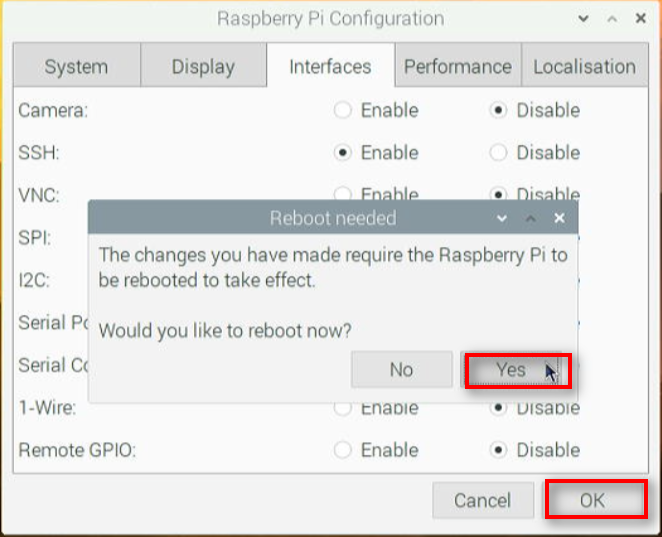 Raspberry Pi Configuration
System Display Interfaces Performance Localisation
Camera: Enable Disable
SSH: Enable Disable
VNC: Enable Disable
Reboot needed
SPI:
The changes you have made require the Raspberry Pi to
be rebooted to take effect.
I2C:
Serial Po
Would you like to reboot now?
Serial Co
No Yes
1-Wire: Enable Disable
Remote GPIO: Enable Disable
Cancel OK